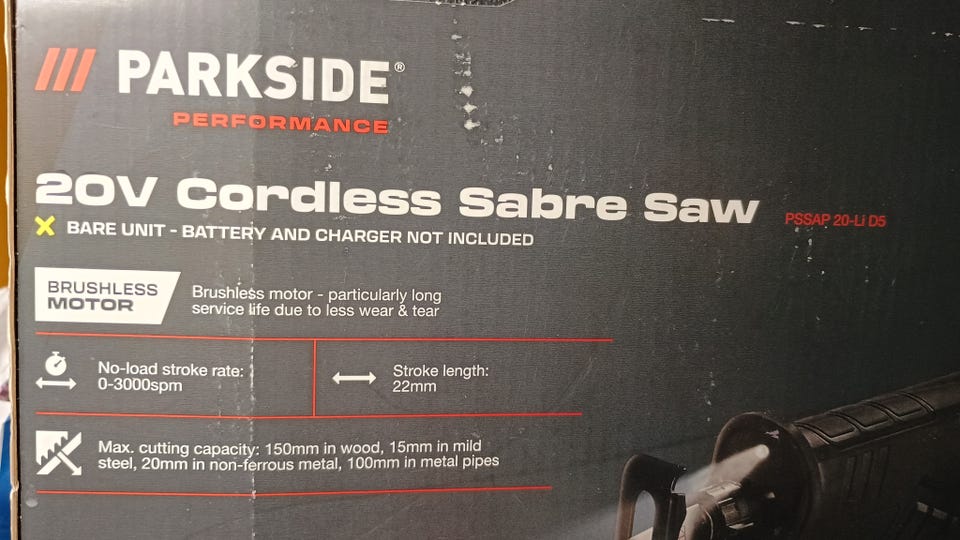 PARKSIDE®
PERFORMANCE
20V Cordless Sabre Saw PSSAP 20-Li D5
BARE UNIT - BATTERY AND CHARGER NOT INCLUDED
BRUSHLESS
MOTOR
Brushless motor - particularly long
service life due to less wear & tear
No-load stroke rate:
0-3000spm
Stroke length:
22mm
Max. cutting capacity: 150mm in wood, 15mm in mild
steel, 20mm in non-ferrous metal, 100mm in metal pipes